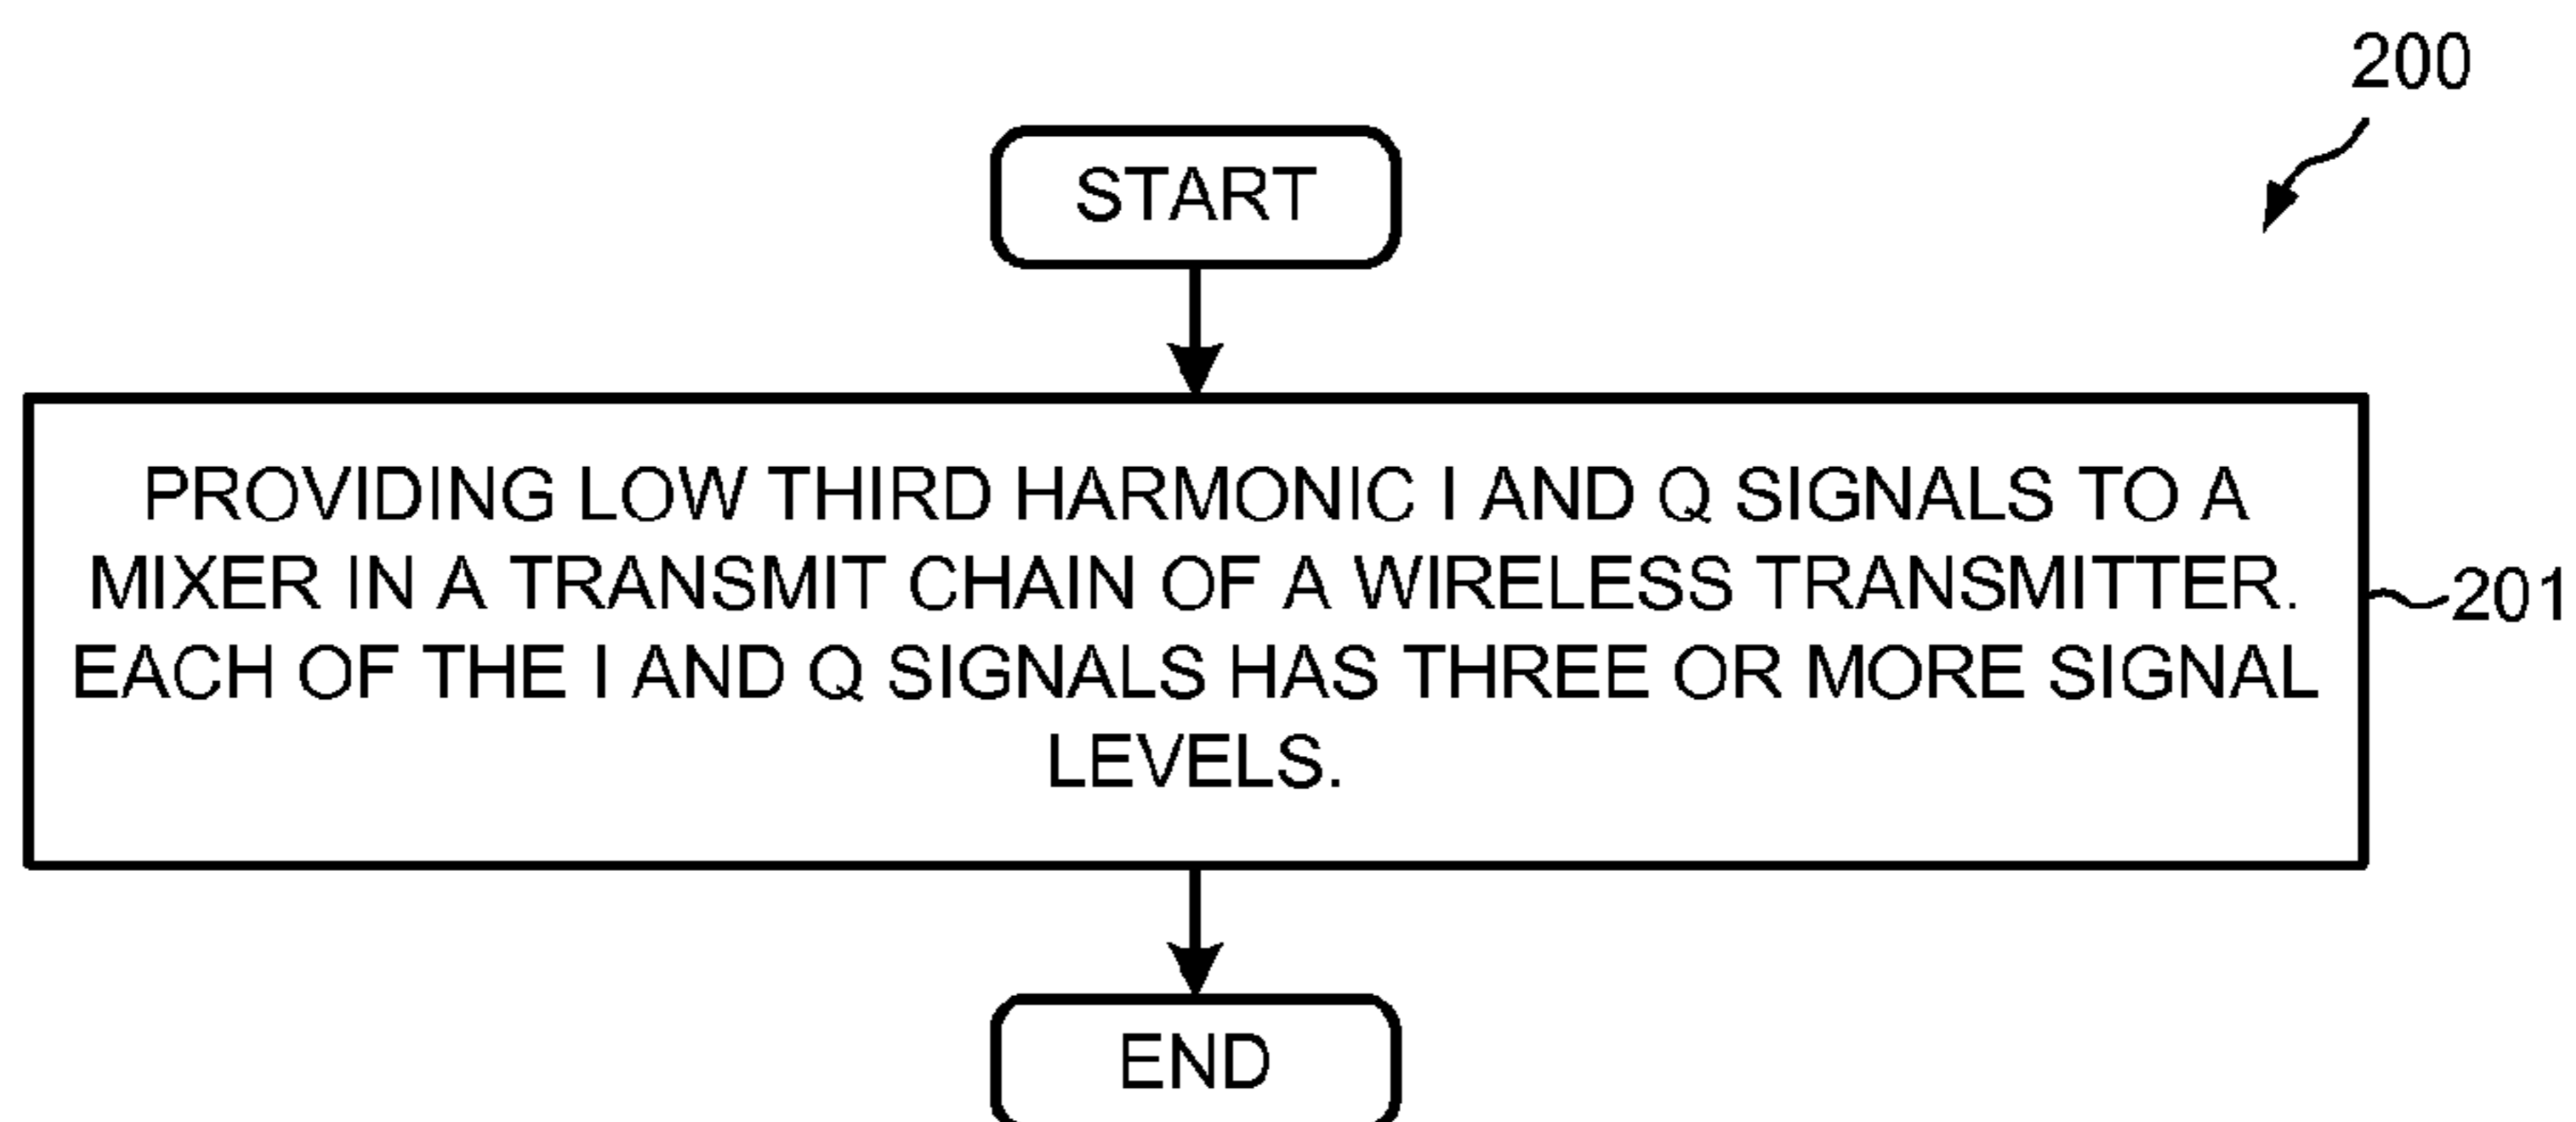 200
START
PROVIDING LOW THIRD HARMONIC I AND Q SIGNALS TO A
MIXER IN A TRANSMIT CHAIN OF A WIRELESS TRANSMITTER.
EACH OF THE I AND Q SIGNALS HAS THREE OR MORE SIGNAL
LEVELS.
201
END